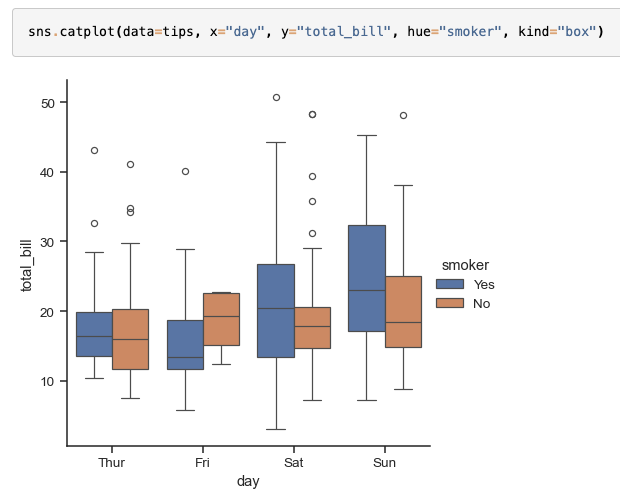 sns.catplot(data=tips, x="day", y="total_bill", hue="smoker", kind="box")
50
40
30
20
10
total_bill
smoker
Yes
No
Thur Fri Sat Sun
day